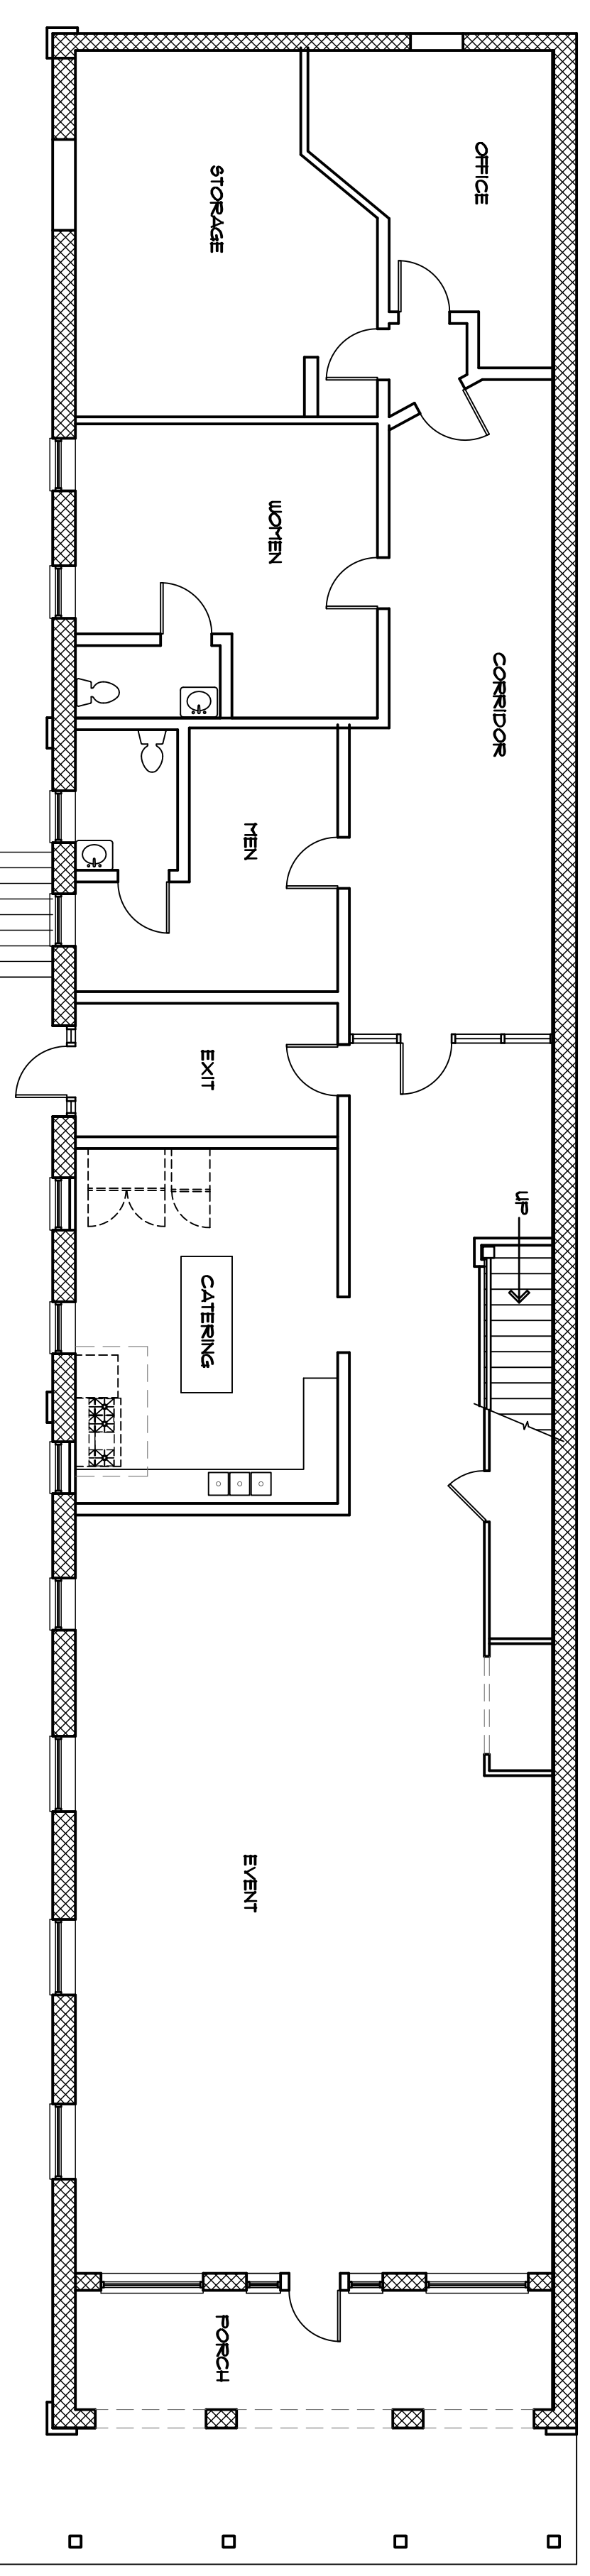 OFFICE
STORAGE
WOMEN
CORRIDOR
MEN
EXIT
UP
CATERING
EVENT
PORCH